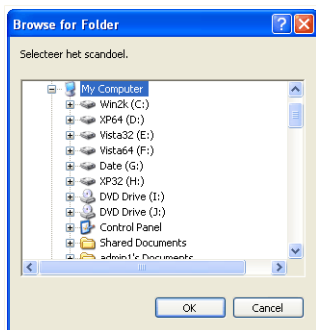 Browse for Folder
Selecteer het scandoel.
My Computer
Win2k (C:)
XP64 (D:)
Vista32 (E:)
Vista64 (F:)
Date (G:)
XP32 (H:)
DVD Drive (I:)
DVD Drive (J:)
Control Panel
Shared Documents
admin1's Documents
OK Cancel